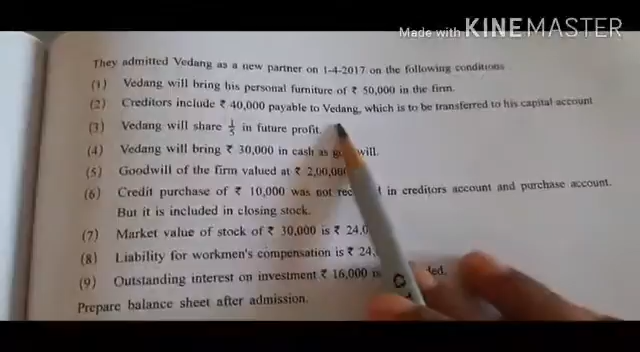 Made with KINEMASTER
They admitted Vedang as a new partner on 1-4-2017 on the following conditions
(1) Vedang will bring his personal furniture of ₹ 50,000 in the firm.
(2) Creditors include ₹ 40,000 payable to Vedang, which is to be transferred to his capital account
(3) Vedang will share 1/5 in future profit.
(4) Vedang will bring ₹ 30,000 in cash as
(5) Goodwill of the firm valued at ₹ 2,00,000
(6) Credit purchase of ₹ 10,000 was not in creditors account and purchase account.
But it is included in closing stock.
(7) Market value of stock of ₹ 30,000 is ₹ 24,0
(8) Liability for workmen's compensation is ₹ 24,
(9) Outstanding interest on investment ₹ 16,000
Prepare balance sheet after admission.